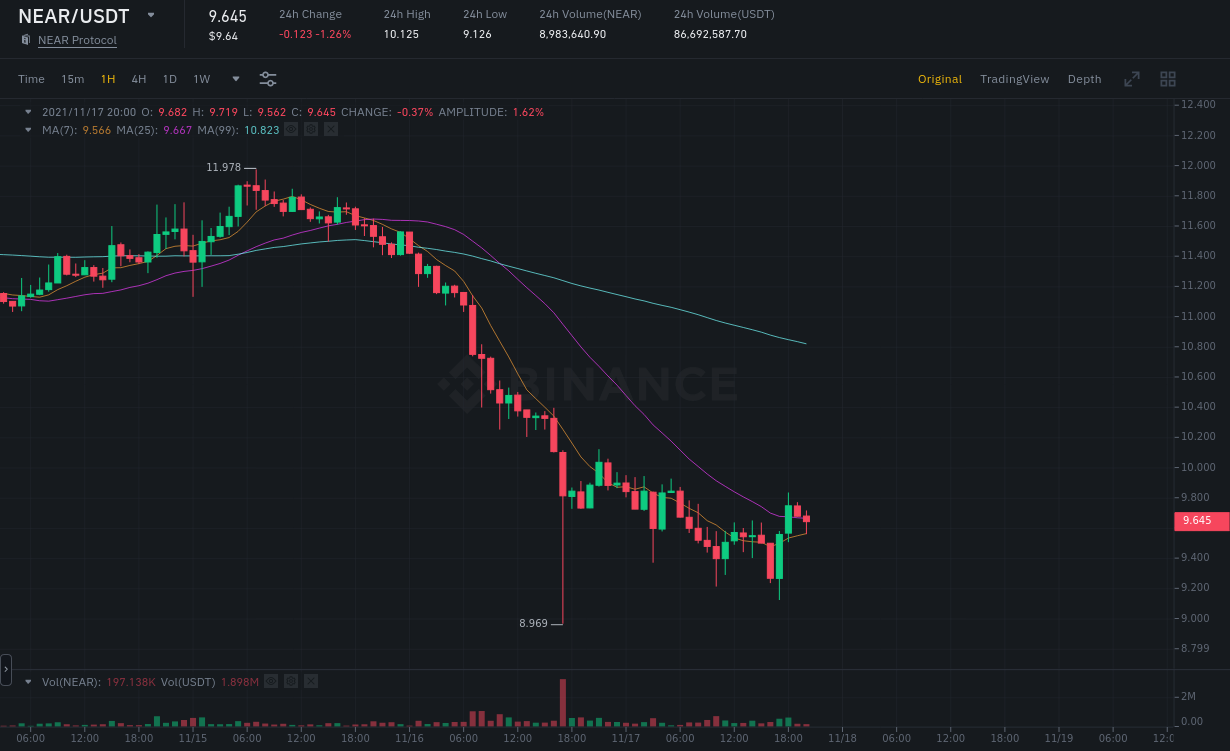 NEAR/USDT
9.645
24h Change
24h High
24h Low
24h Volume(NEAR)
24h Volume(USDT)
NEAR Protocol
$9.64
-0.123 -1.26%
10.125
9.126
8,983,640.90
86,692,587.70
Time 15m 1H 4H 1D 1W
Original TradingView Depth
2021/11/17 20:00 O: 9.682 H: 9.719 L: 9.562 C: 9.645 CHANGE: -0.37% AMPLITUDE: 1.62%
MA(7): 9.566 MA(25): 9.667 MA(99): 10.823
11.978
BINANCE
8.969
12.400
12.200
12.000
11.800
11.600
11.400
11.200
11.000
10.800
10.600
10.400
10.200
10.000
9.800
9.645
9.400
9.200
9.000
8.799
Vol(NEAR): 197.138K Vol(USDT) 1.898M
2M
0.00
06:00 12:00 18:00 11/15 06:00 12:00 18:00 11/16 06:00 12:00 18:00 11/17 06:00 12:00 18:00 11/18 06:00 12:00 18:00 11/19 06:00